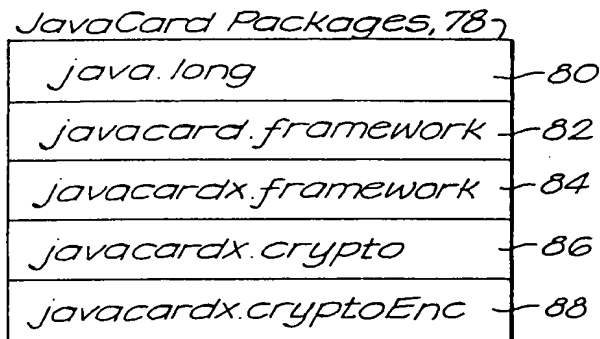 JavaCard Packages, 78
java.long
80
javacard.framework
82
javacardx.framework
84
javacardx.crypto
86
javacardx.cryptoEnc
88